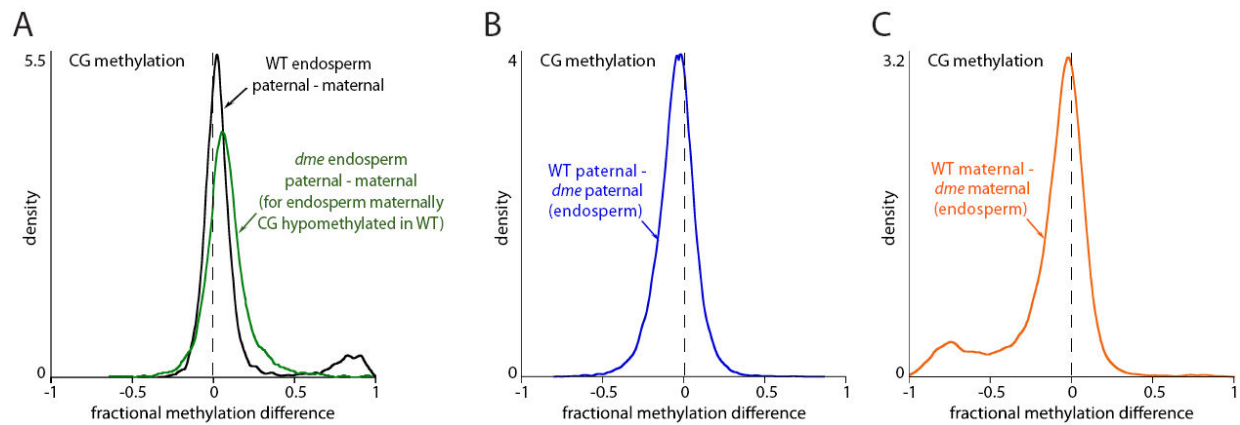 A
5.5
CG methylation
WT endosperm
paternal - maternal
dme endosperm
paternal - maternal
(for endosperm maternally
CG hypomethylated in WT)
density
0
-1
-0.5
0
0.5
1
fractional methylation difference
B
4
CG methylation
WT paternal -
dme paternal
(endosperm)
density
0
-1
-0.5
0
0.5
1
fractional methylation difference
C
3.2
CG methylation
WT maternal -
dme maternal
(endosperm)
density
0
-1
-0.5
0
0.5
1
fractional methylation difference